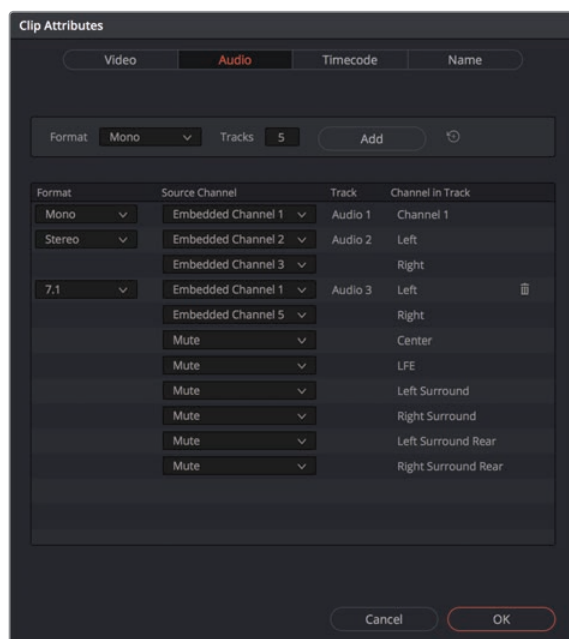 Clip Attributes
Video Audio Timecode Name
Format Mono Tracks 5 Add
Format Source Channel Track Channel in Track
Mono Embedded Channel 1 Audio 1 Channel 1
Stereo Embedded Channel 2 Audio 2 Left
Embedded Channel 3 Right
7.1 Embedded Channel 1 Audio 3 Left
Embedded Channel 5 Right
Mute Center
Mute LFE
Mute Left Surround
Mute Right Surround
Mute Left Surround Rear
Mute Right Surround Rear
Cancel OK